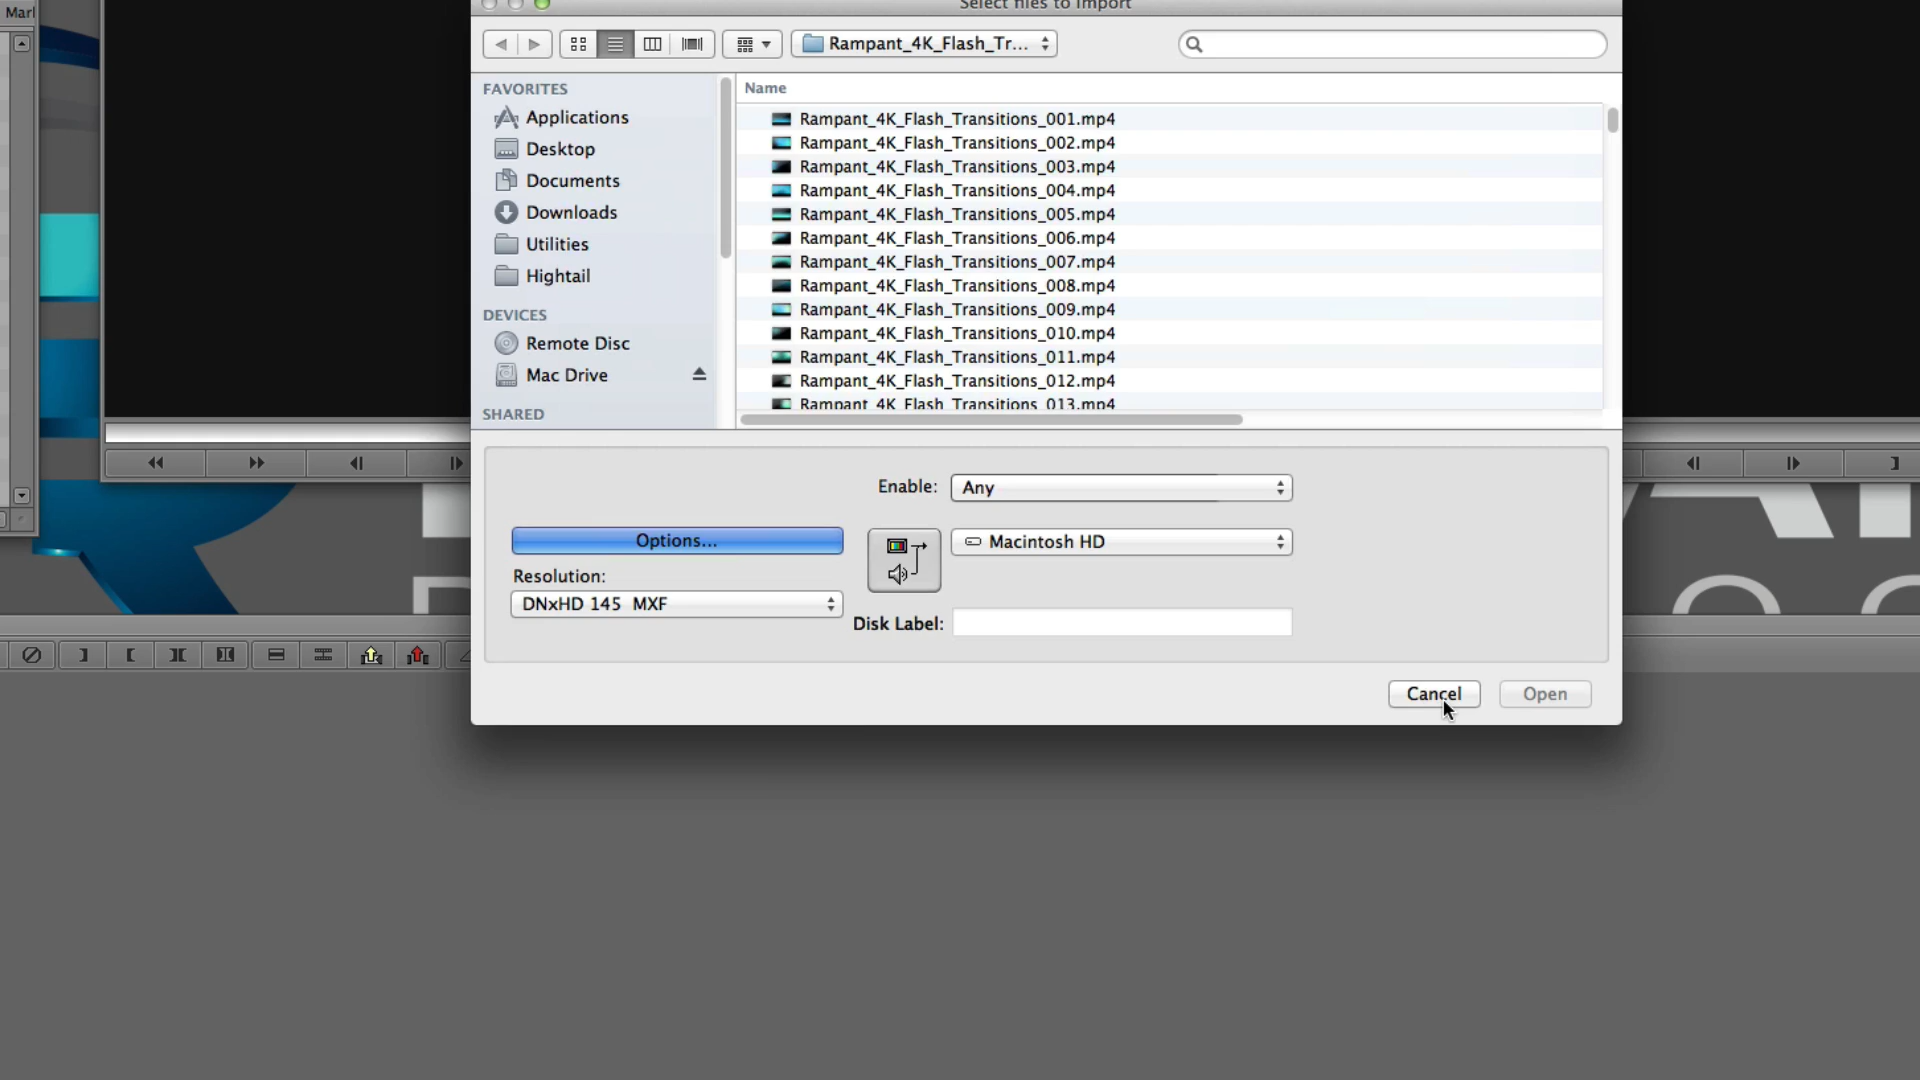 Select files to Import
Mar
Rampant_4K_Flash_Tr...
FAVORITES
Name
Applications
Desktop
Documents
Downloads
Utilities
Hightail
DEVICES
Remote Disc
Mac Drive
SHARED
Rampant_4K_Flash_Transitions_001.mp4
Rampant_4K_Flash_Transitions_002.mp4
Rampant_4K_Flash_Transitions_003.mp4
Rampant_4K_Flash_Transitions_004.mp4
Rampant_4K_Flash_Transitions_005.mp4
Rampant_4K_Flash_Transitions_006.mp4
Rampant_4K_Flash_Transitions_007.mp4
Rampant_4K_Flash_Transitions_008.mp4
Rampant_4K_Flash_Transitions_009.mp4
Rampant_4K_Flash_Transitions_010.mp4
Rampant_4K_Flash_Transitions_011.mp4
Rampant_4K_Flash_Transitions_012.mp4
Rampant_4K_Flash_Transitions_013.mp4
Enable: Any
Options...
Macintosh HD
Resolution:
DNxHD 145 MXF
Disk Label:
Cancel
Open